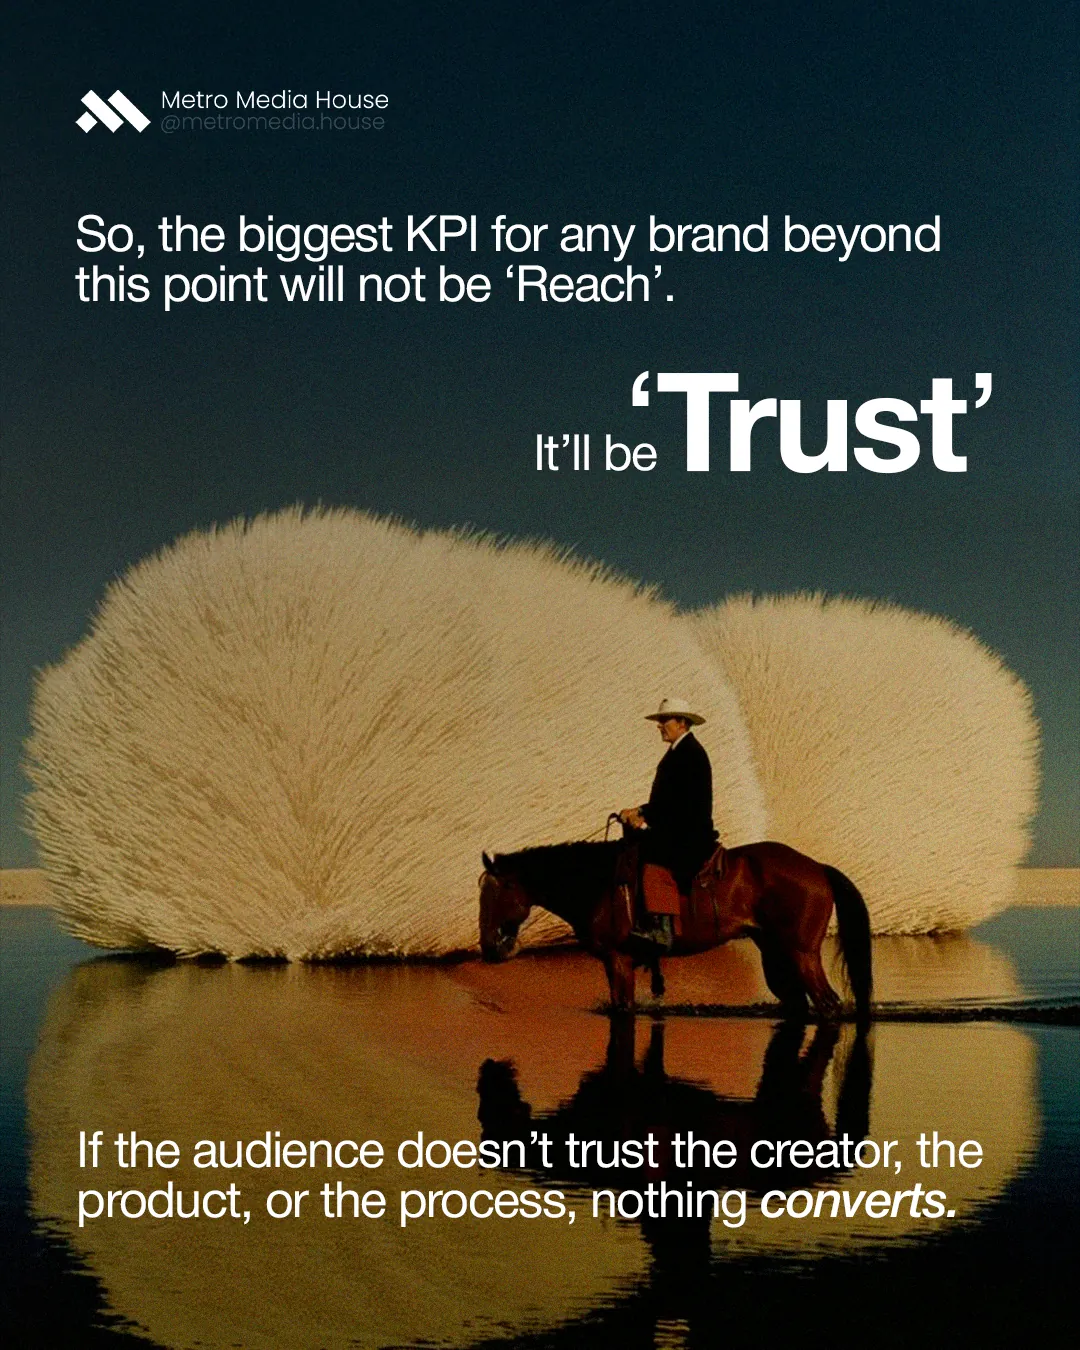 Metro Media House
@metromedia.house
So, the biggest KPI for any brand beyond
this point will not be ‘Reach’.
It’ll be ‘Trust’
If the audience doesn’t trust the creator, the
product, or the process, nothing converts.